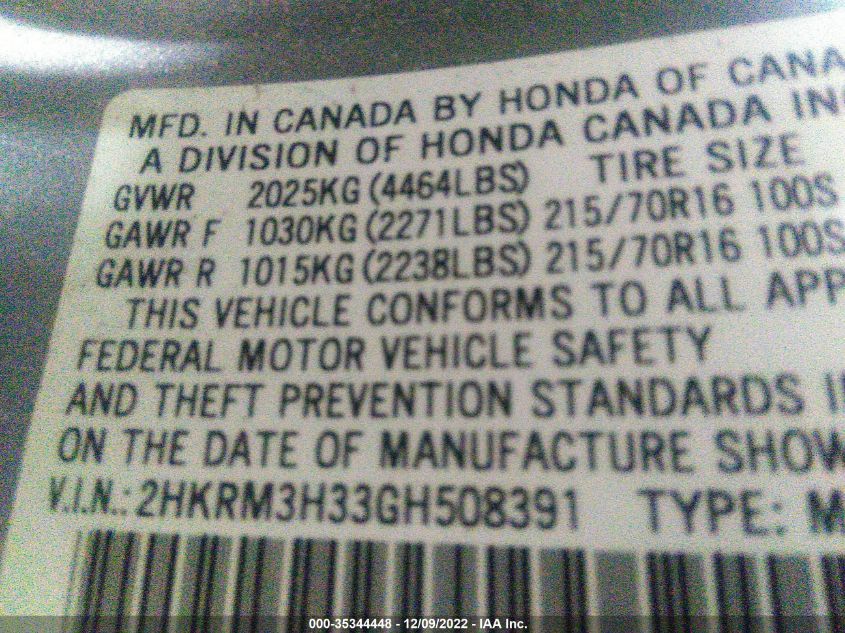 MFD. IN CANADA BY HONDA OF CANA
A DIVISION OF HONDA CANADA INC
GVWR 2025KG (4464LBS) TIRE SIZE
GAWR F 1030KG (2271LBS) 215/70R16 100S
GAWR R 1015KG (2238LBS) 215/70R16 100S
THIS VEHICLE CONFORMS TO ALL APP
FEDERAL MOTOR VEHICLE SAFETY
AND THEFT PREVENTION STANDARDS I
ON THE DATE OF MANUFACTURE SHOW
V.I.N.: 2HKRM3H33GH508391 TYPE: M
000-35344448 - 12/09/2022 - IAA Inc.